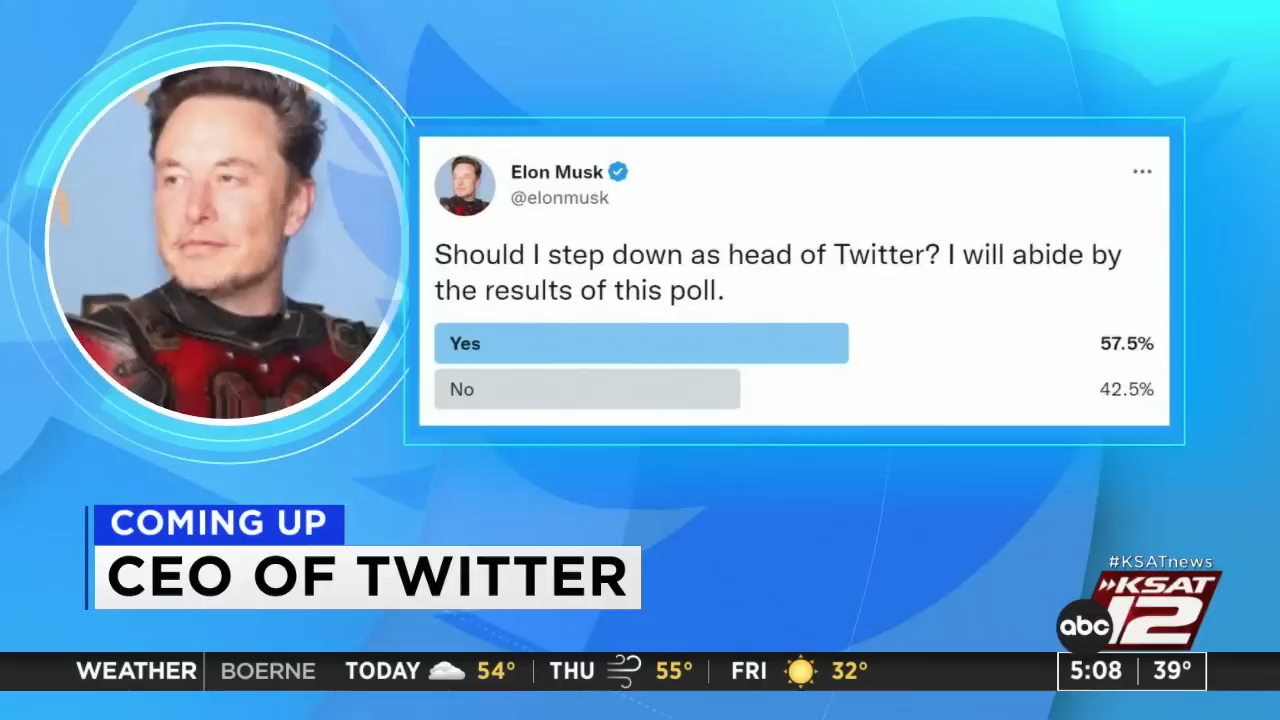 Elon Musk
@elonmusk
Should I step down as head of Twitter? I will abide by
the results of this poll.
Yes 57.5%
No 42.5%
COMING UP
CEO OF TWITTER
#KSATnews
KSAT
abc 12
WEATHER BOERNE TODAY 54° THU 55° FRI 32° 5:08 39°